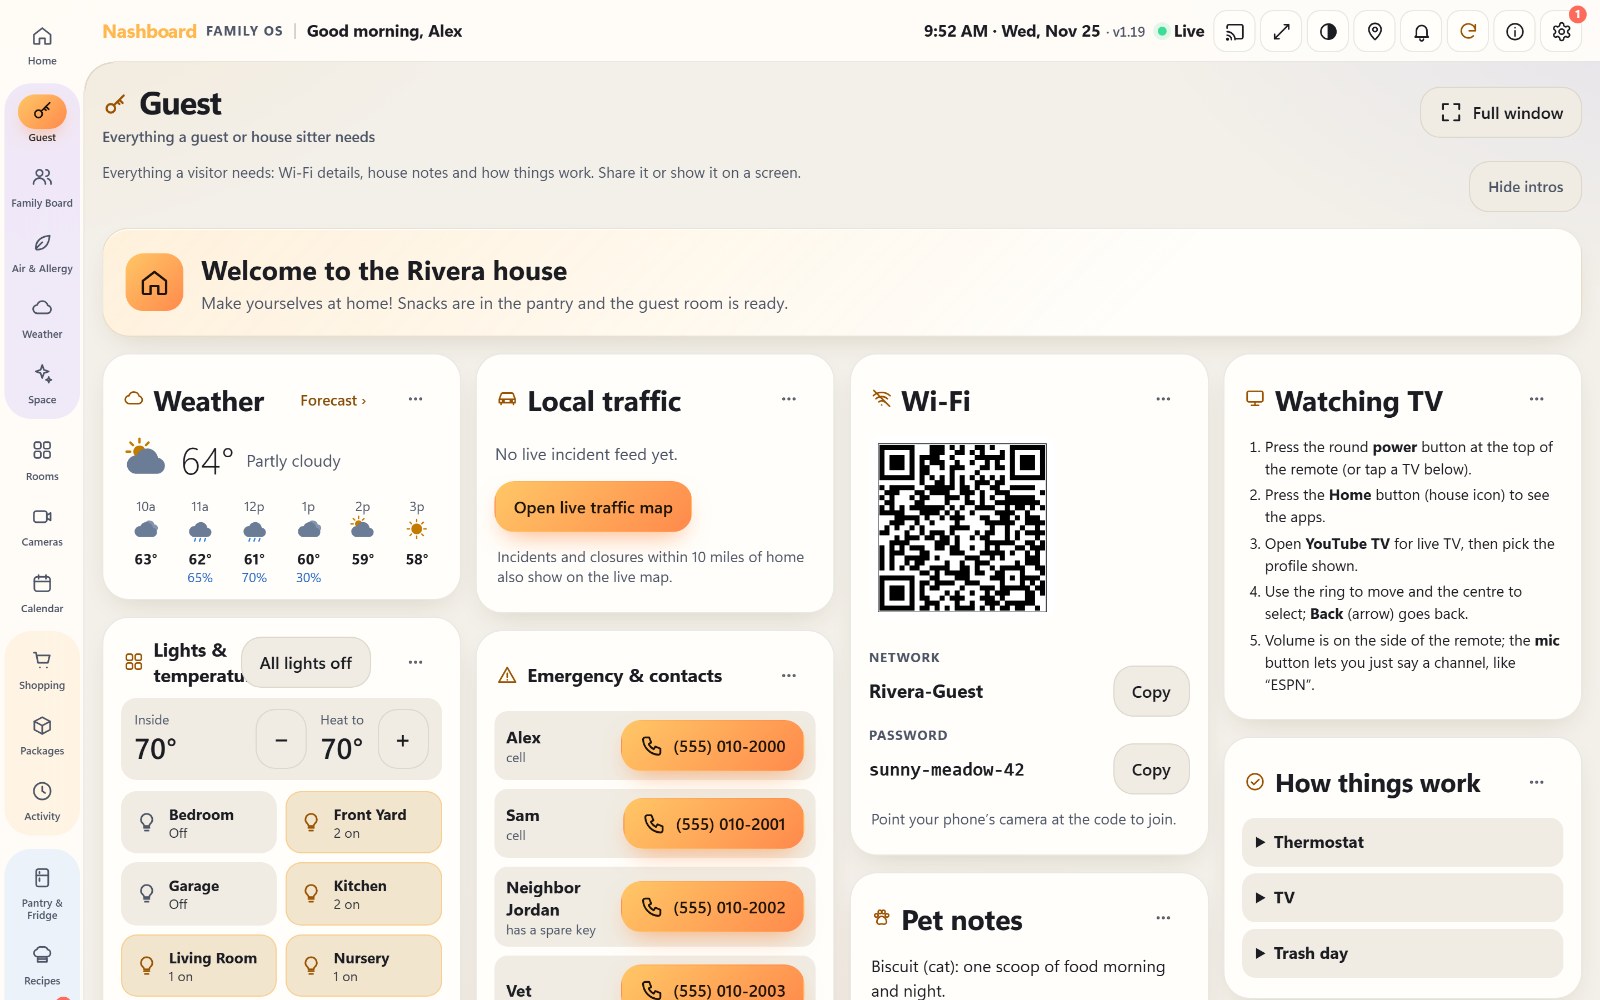 Nashboard FAMILY OS Good morning, Alex
9:52 AM · Wed, Nov 25 · v1.19 Live
1
Home
Guest
Family Board
Air & Allergy
Weather
Space
Rooms
Cameras
Calendar
Shopping
Packages
Activity
Pantry &
Fridge
Recipes
Guest
Everything a guest or house sitter needs
Full window
Everything a visitor needs: Wi-Fi details, house notes and how things work. Share it or show it on a screen.
Hide intros
Welcome to the Rivera house
Make yourselves at home! Snacks are in the pantry and the guest room is ready.
Weather Forecast ›
64° Partly cloudy
10a 11a 12p 1p 2p 3p
63° 62° 61° 60° 59° 58°
65% 70% 30%
Lights &
All lights off
Inside Heat to
70° − 70° +
Bedroom
Off
Front Yard
2 on
Garage
Off
Kitchen
2 on
Living Room
1 on
Nursery
1 on
Local traffic
No live incident feed yet.
Open live traffic map
Incidents and closures within 10 miles of home
also show on the live map.
Emergency & contacts
Alex
cell
(555) 010-2000
Sam
cell
(555) 010-2001
Neighbor
Jordan
has a spare key
(555) 010-2002
Vet
(555) 010-2003
Wi-Fi
NETWORK
Rivera-Guest Copy
PASSWORD
sunny-meadow-42 Copy
Point your phone's camera at the code to join.
Pet notes
Biscuit (cat): one scoop of food morning
and night.
Watching TV
1. Press the round power button at the top of
the remote (or tap a TV below).
2. Press the Home button (house icon) to see
the apps.
3. Open YouTube TV for live TV, then pick the
profile shown.
4. Use the ring to move and the centre to
select; Back (arrow) goes back.
5. Volume is on the side of the remote; the mic
button lets you just say a channel, like
“ESPN”.
How things work
Thermostat
TV
Trash day